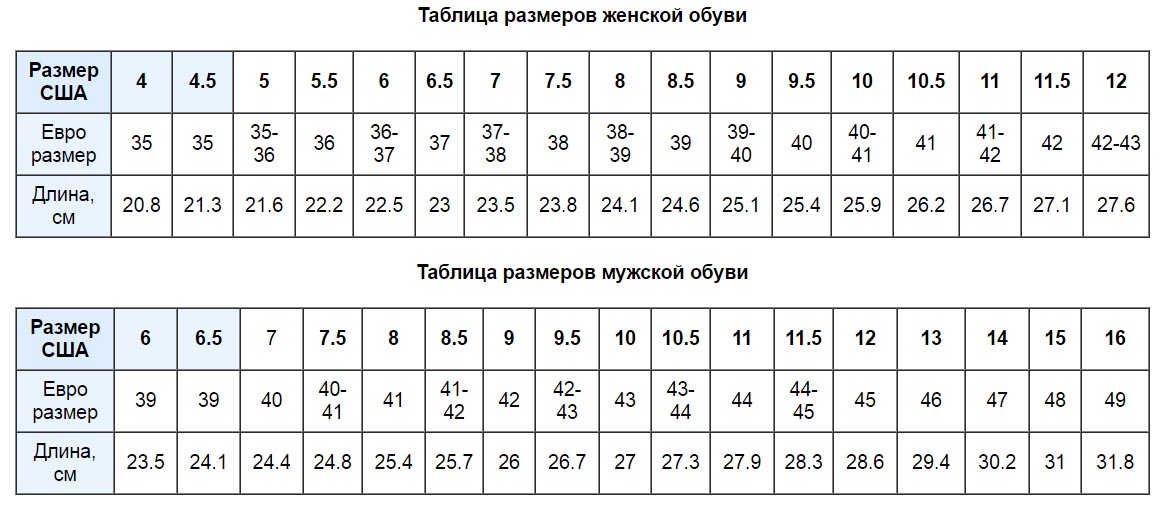 Таблица размеров женской обуви
Размер США 4 4.5 5 5.5 6 6.5 7 7.5 8 8.5 9 9.5 10 10.5 11 11.5 12
Евро размер 35 35 35-36 36 36-37 37 37-38 38 38-39 39 39-40 40 40-41 41 41-42 42 42-43
Длина, см 20.8 21.3 21.6 22.2 22.5 23 23.5 23.8 24.1 24.6 25.1 25.4 25.9 26.2 26.7 27.1 27.6
Таблица размеров мужской обуви
Размер США 6 6.5 7 7.5 8 8.5 9 9.5 10 10.5 11 11.5 12 13 14 15 16
Евро размер 39 39 40 40-41 41 41-42 42 42-43 43 43-44 44 44-45 45 46 47 48 49
Длина, см 23.5 24.1 24.4 24.8 25.4 25.7 26 26.7 27 27.3 27.9 28.3 28.6 29.4 30.2 31 31.8